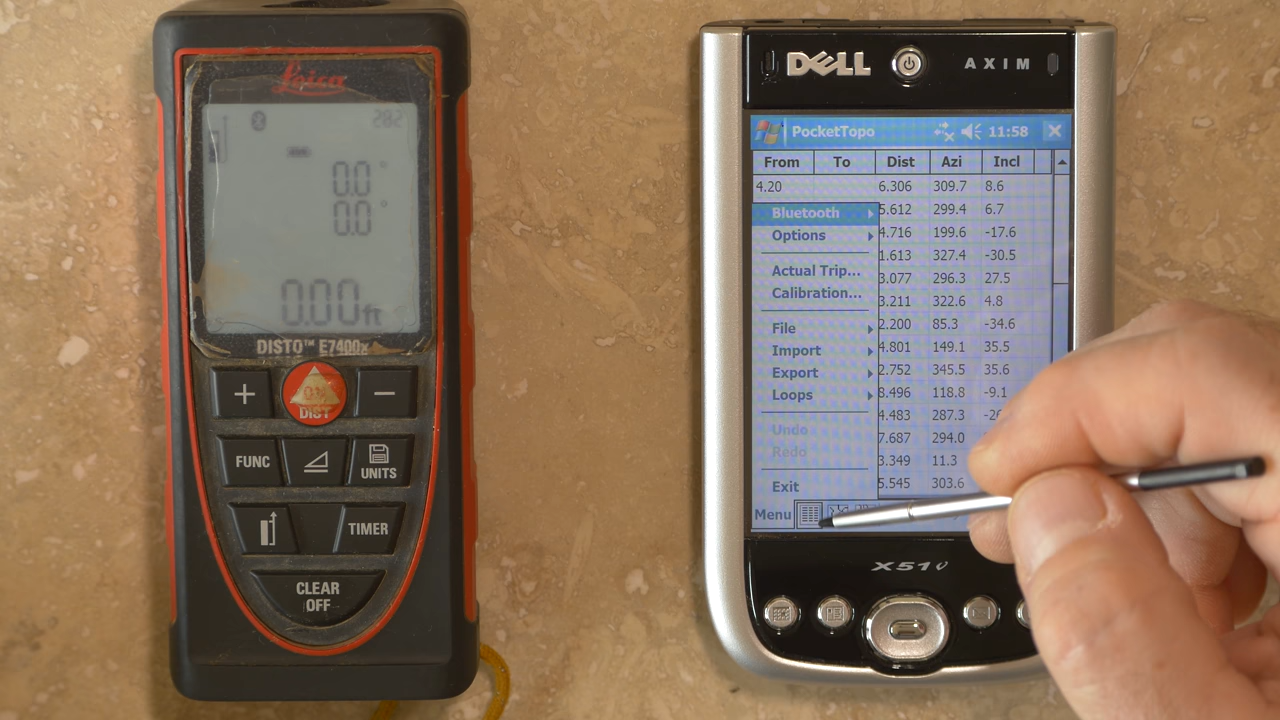 Leica
282
0.0°
0.0°
0.00ft
DISTO™ E7400x
+
ON
DIST
−
FUNC
UNITS
TIMER
CLEAR
OFF
DELL
AXIM
PocketTopo 11:58
From To Dist Azi Incl
4.20 6.306 309.7 8.6
Bluetooth 5.612 299.4 6.7
Options 4.716 199.6 -17.6
1.613 327.4 -30.5
Actual Trip... 3.077 296.3 27.5
Calibration... 3.211 322.6 4.8
File 2.200 85.3 -34.6
Import 4.801 149.1 35.5
Export 2.752 345.5 35.6
Loops 8.496 118.8 -9.1
4.483 287.3
Undo 7.687 294.0
Redo 3.349 11.3
Exit 5.545 303.6
Menu
X51v